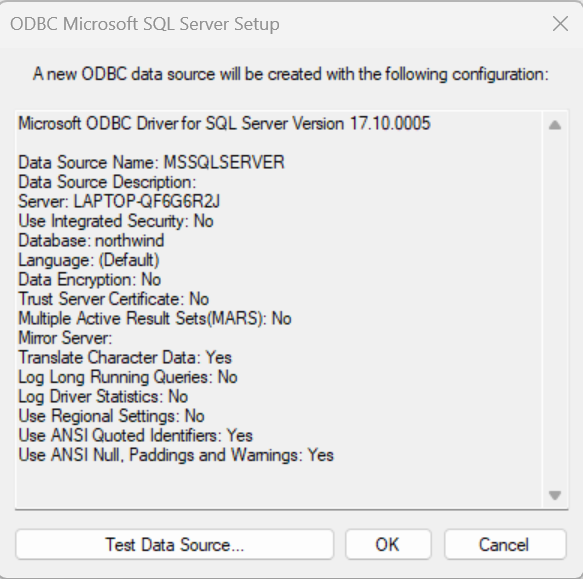 ODBC Microsoft SQL Server Setup
A new ODBC data source will be created with the following configuration:
Microsoft ODBC Driver for SQL Server Version 17.10.0005
Data Source Name: MSSQLSERVER
Data Source Description:
Server: LAPTOP-QF6G6R2J
Use Integrated Security: No
Database: northwind
Language: (Default)
Data Encryption: No
Trust Server Certificate: No
Multiple Active Result Sets(MARS): No
Mirror Server:
Translate Character Data: Yes
Log Long Running Queries: No
Log Driver Statistics: No
Use Regional Settings: No
Use ANSI Quoted Identifiers: Yes
Use ANSI Null, Paddings and Warnings: Yes
Test Data Source... OK Cancel